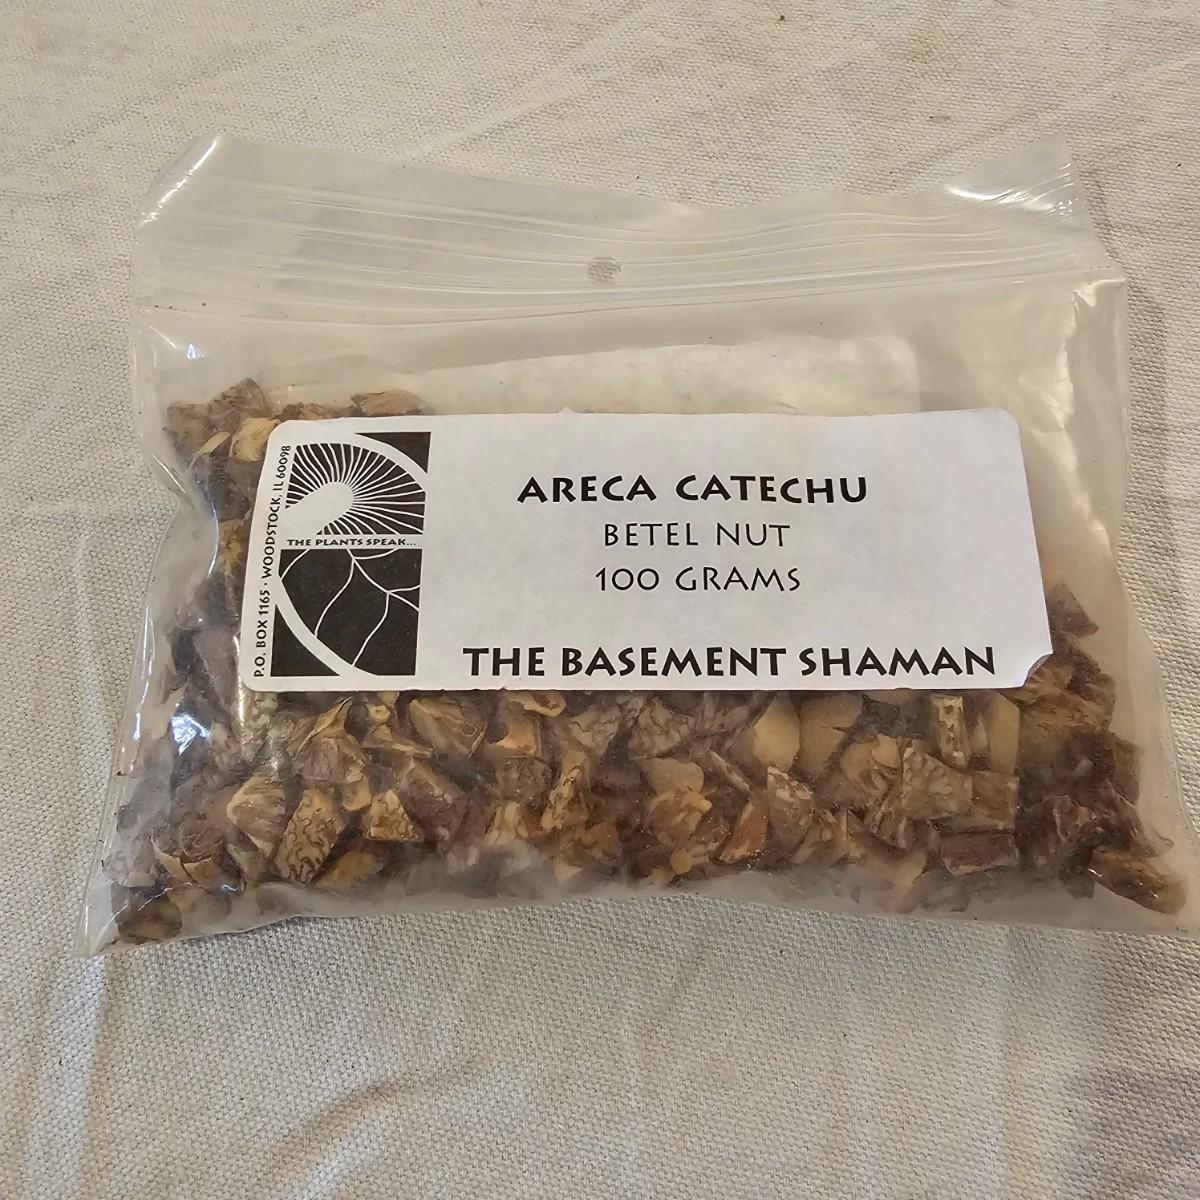 ARECA CATECHU
BETEL NUT
100 GRAMS
THE BASEMENT SHAMAN
THE PLANTS SPEAK...
P.O. BOX 1165 · WOODSTOCK, IL 60098